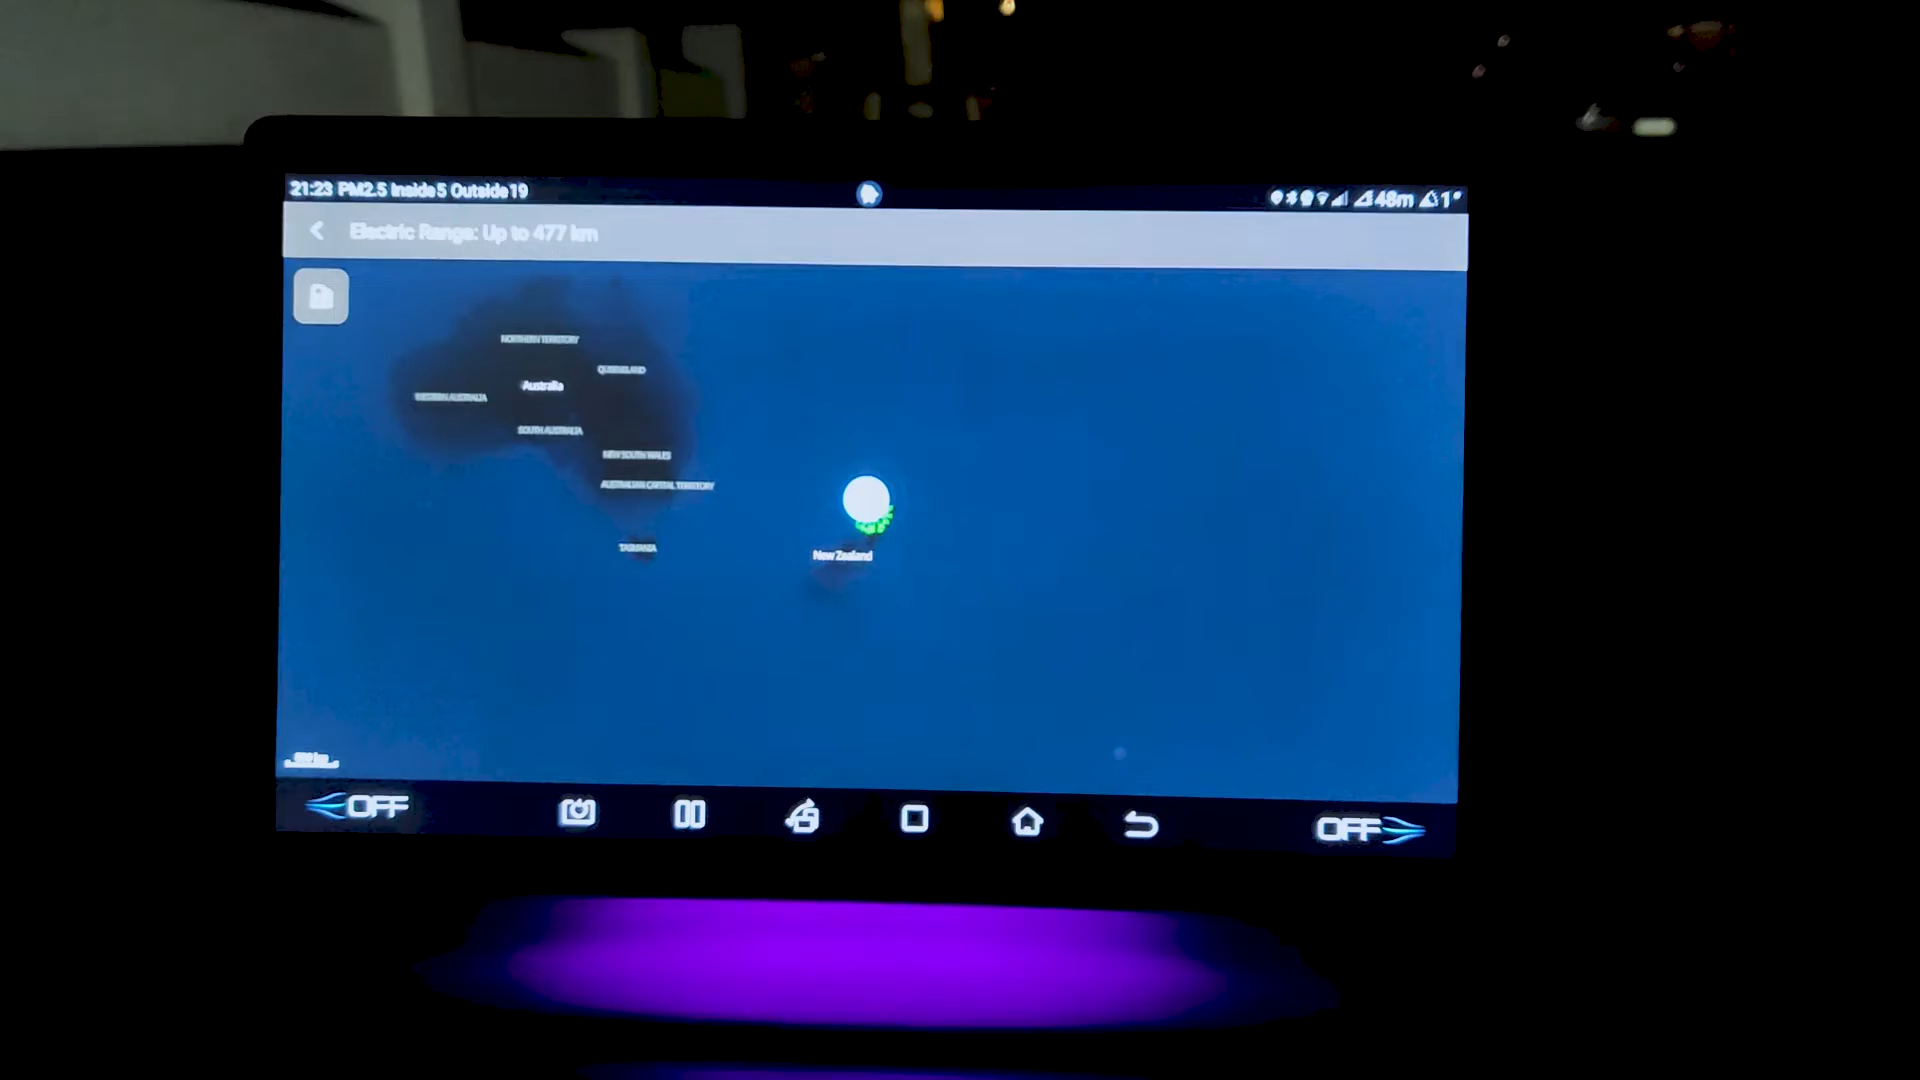 21:23 PM2.5 Inside 5 Outside 19
48m 1°
Electric Range: Up to 477 km
NORTHERN TERRITORY
QUEENSLAND
Australia
WESTERN AUSTRALIA
SOUTH AUSTRALIA
NEW SOUTH WALES
AUSTRALIAN CAPITAL TERRITORY
TASMANIA
New Zealand
OFF
OFF